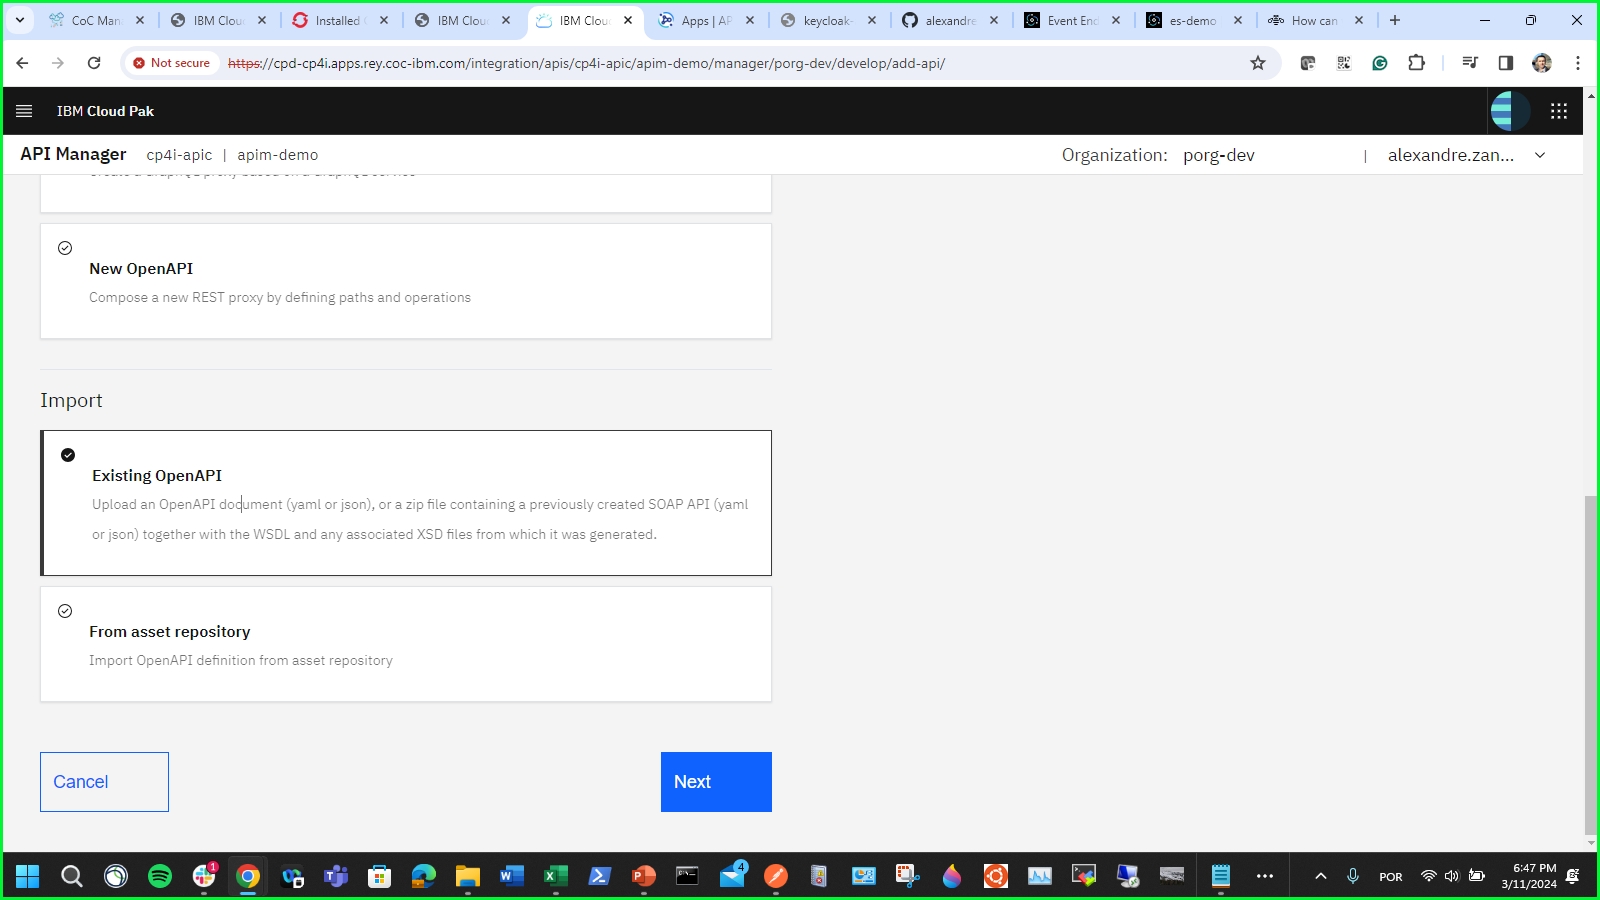 CoC Man
IBM Clou
Installed
IBM Clou
IBM Clou
Apps | AP
keycloak-
alexandre
Event End
es-demo
How can
Not secure
https://cpd-cp4i.apps.rey.coc-ibm.com/integration/apis/cp4i-apic/apim-demo/manager/porg-dev/develop/add-api/
IBM Cloud Pak
API Manager cp4i-apic | apim-demo
Organization: porg-dev | alexandre.zan...
New OpenAPI
Compose a new REST proxy by defining paths and operations
Import
Existing OpenAPI
Upload an OpenAPI document (yaml or json), or a zip file containing a previously created SOAP API (yaml
or json) together with the WSDL and any associated XSD files from which it was generated.
From asset repository
Import OpenAPI definition from asset repository
Cancel
Next
1
4
POR
6:47 PM
3/11/2024